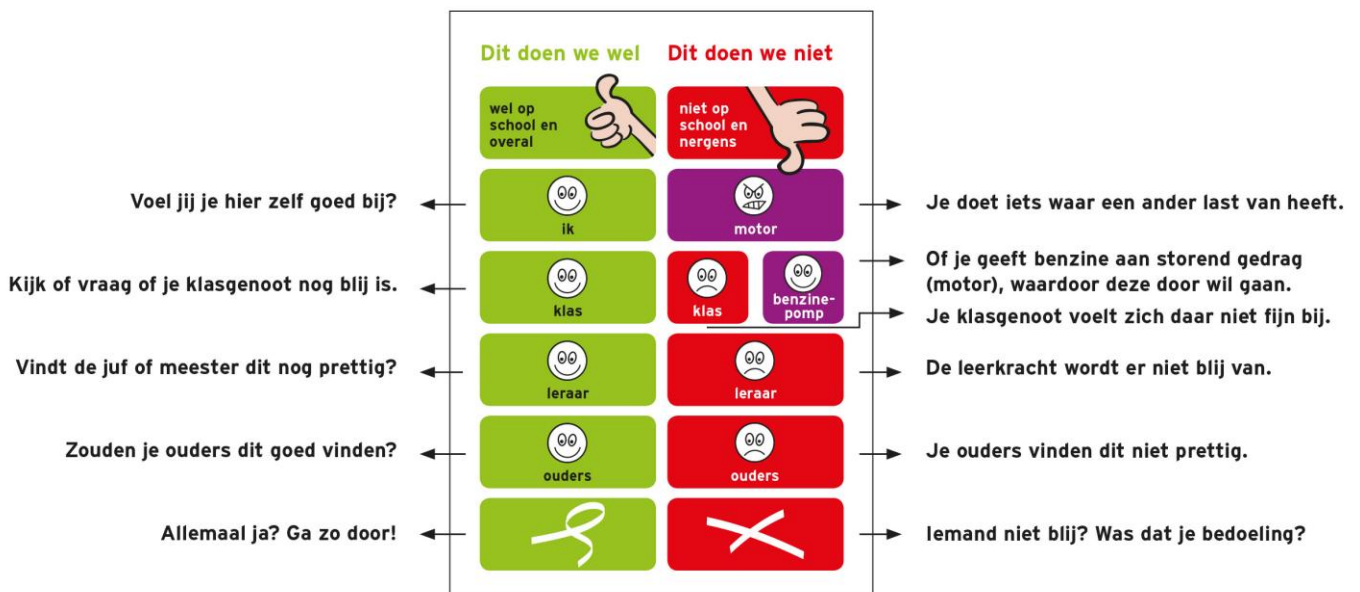 Dit doen we wel
Dit doen we niet
wel op
school en
overal
niet op
school en
nergens
Voel jij je hier zelf goed bij?
ik
motor
Je doet iets waar een ander last van heeft.
Kijk of vraag of je klasgenoot nog blij is.
klas
klas
benzine-
pomp
Of je geeft benzine aan storend gedrag
(motor), waardoor deze door wil gaan.
Je klasgenoot voelt zich daar niet fijn bij.
Vindt de juf of meester dit nog prettig?
leraar
leraar
De leerkracht wordt er niet blij van.
Zouden je ouders dit goed vinden?
ouders
ouders
Je ouders vinden dit niet prettig.
Allemaal ja? Ga zo door!
Iemand niet blij? Was dat je bedoeling?